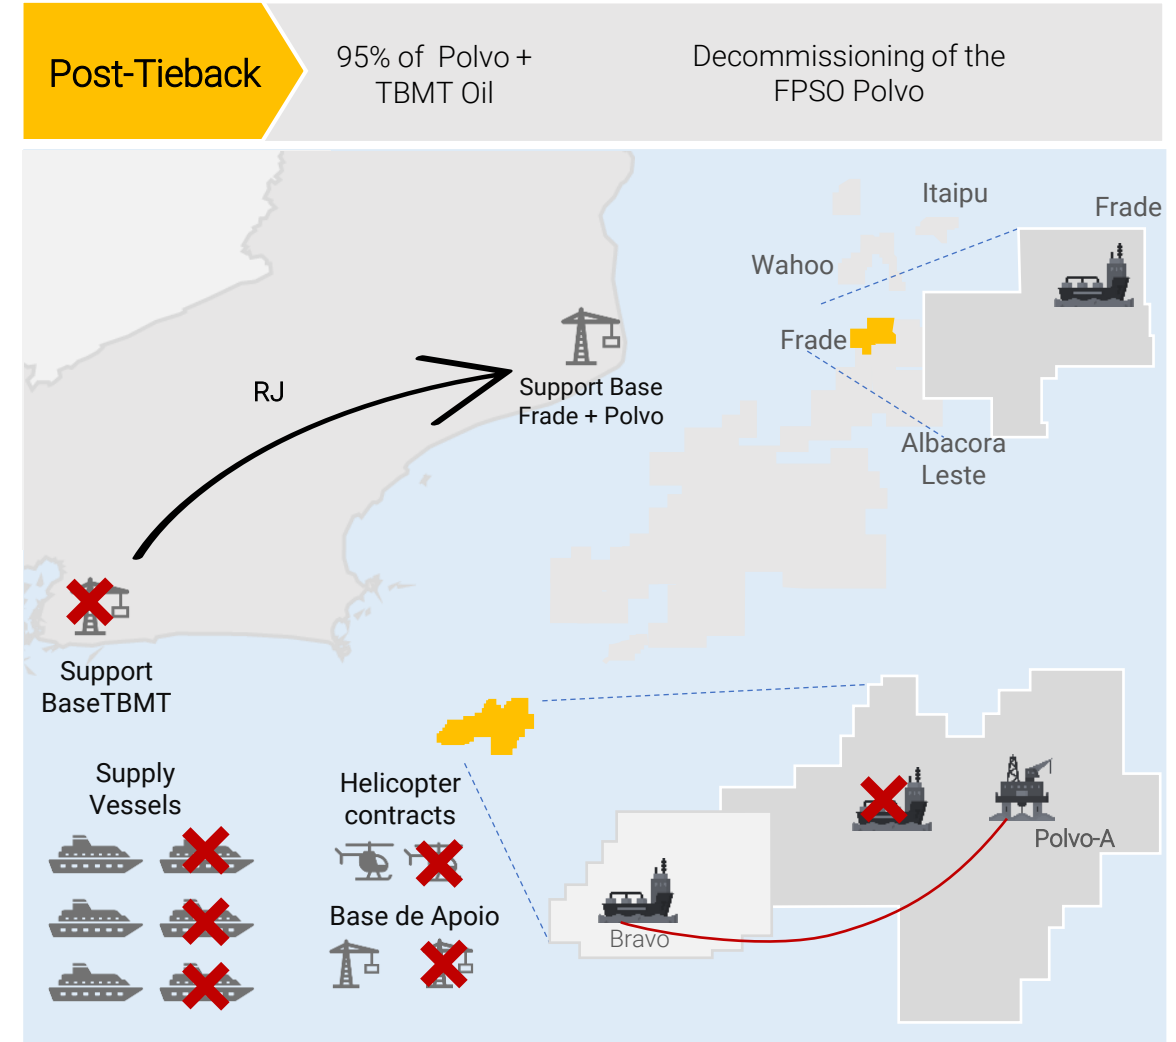 Post-Tieback
95% of Polvo +
TBMT Oil
Decommissioning of the
FPSO Polvo
Itaipu
Frade
Wahoo
Frade
RJ
Support Base
Frade + Polvo
Albacora
Leste
Support
BaseTBMT
Supply
Vessels
Helicopter
contracts
Base de Apoio
Polvo-A
Bravo